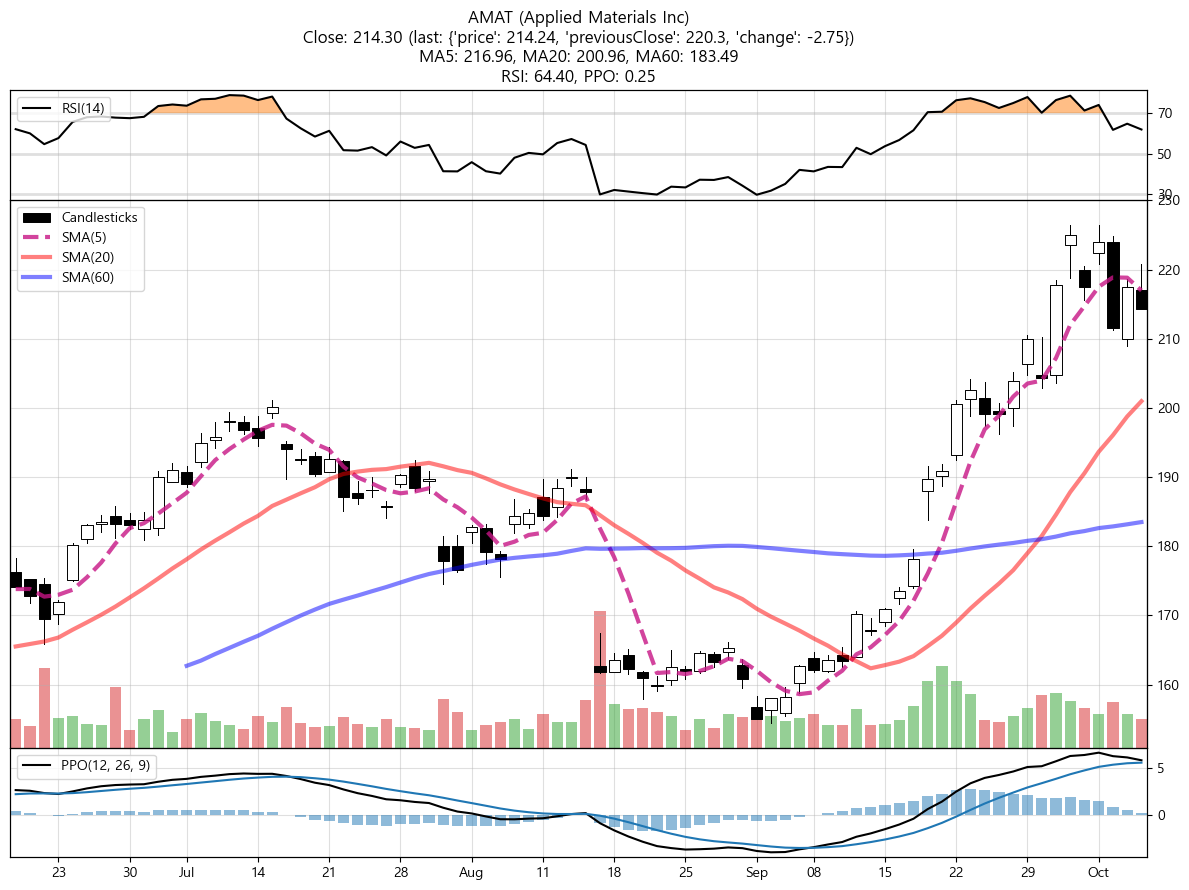 AMAT (Applied Materials Inc)
Close: 214.30 (last: {'price': 214.24, 'previousClose': 220.3, 'change': -2.75})
MA5: 216.96, MA20: 200.96, MA60: 183.49
RSI: 64.40, PPO: 0.25
RSI(14)
70
50
30
230
Candlesticks
SMA(5)
SMA(20)
SMA(60)
220
210
200
190
180
170
160
PPO(12, 26, 9)
5
0
23 30 Jul 14 21 28 Aug 11 18 25 Sep 08 15 22 29 Oct